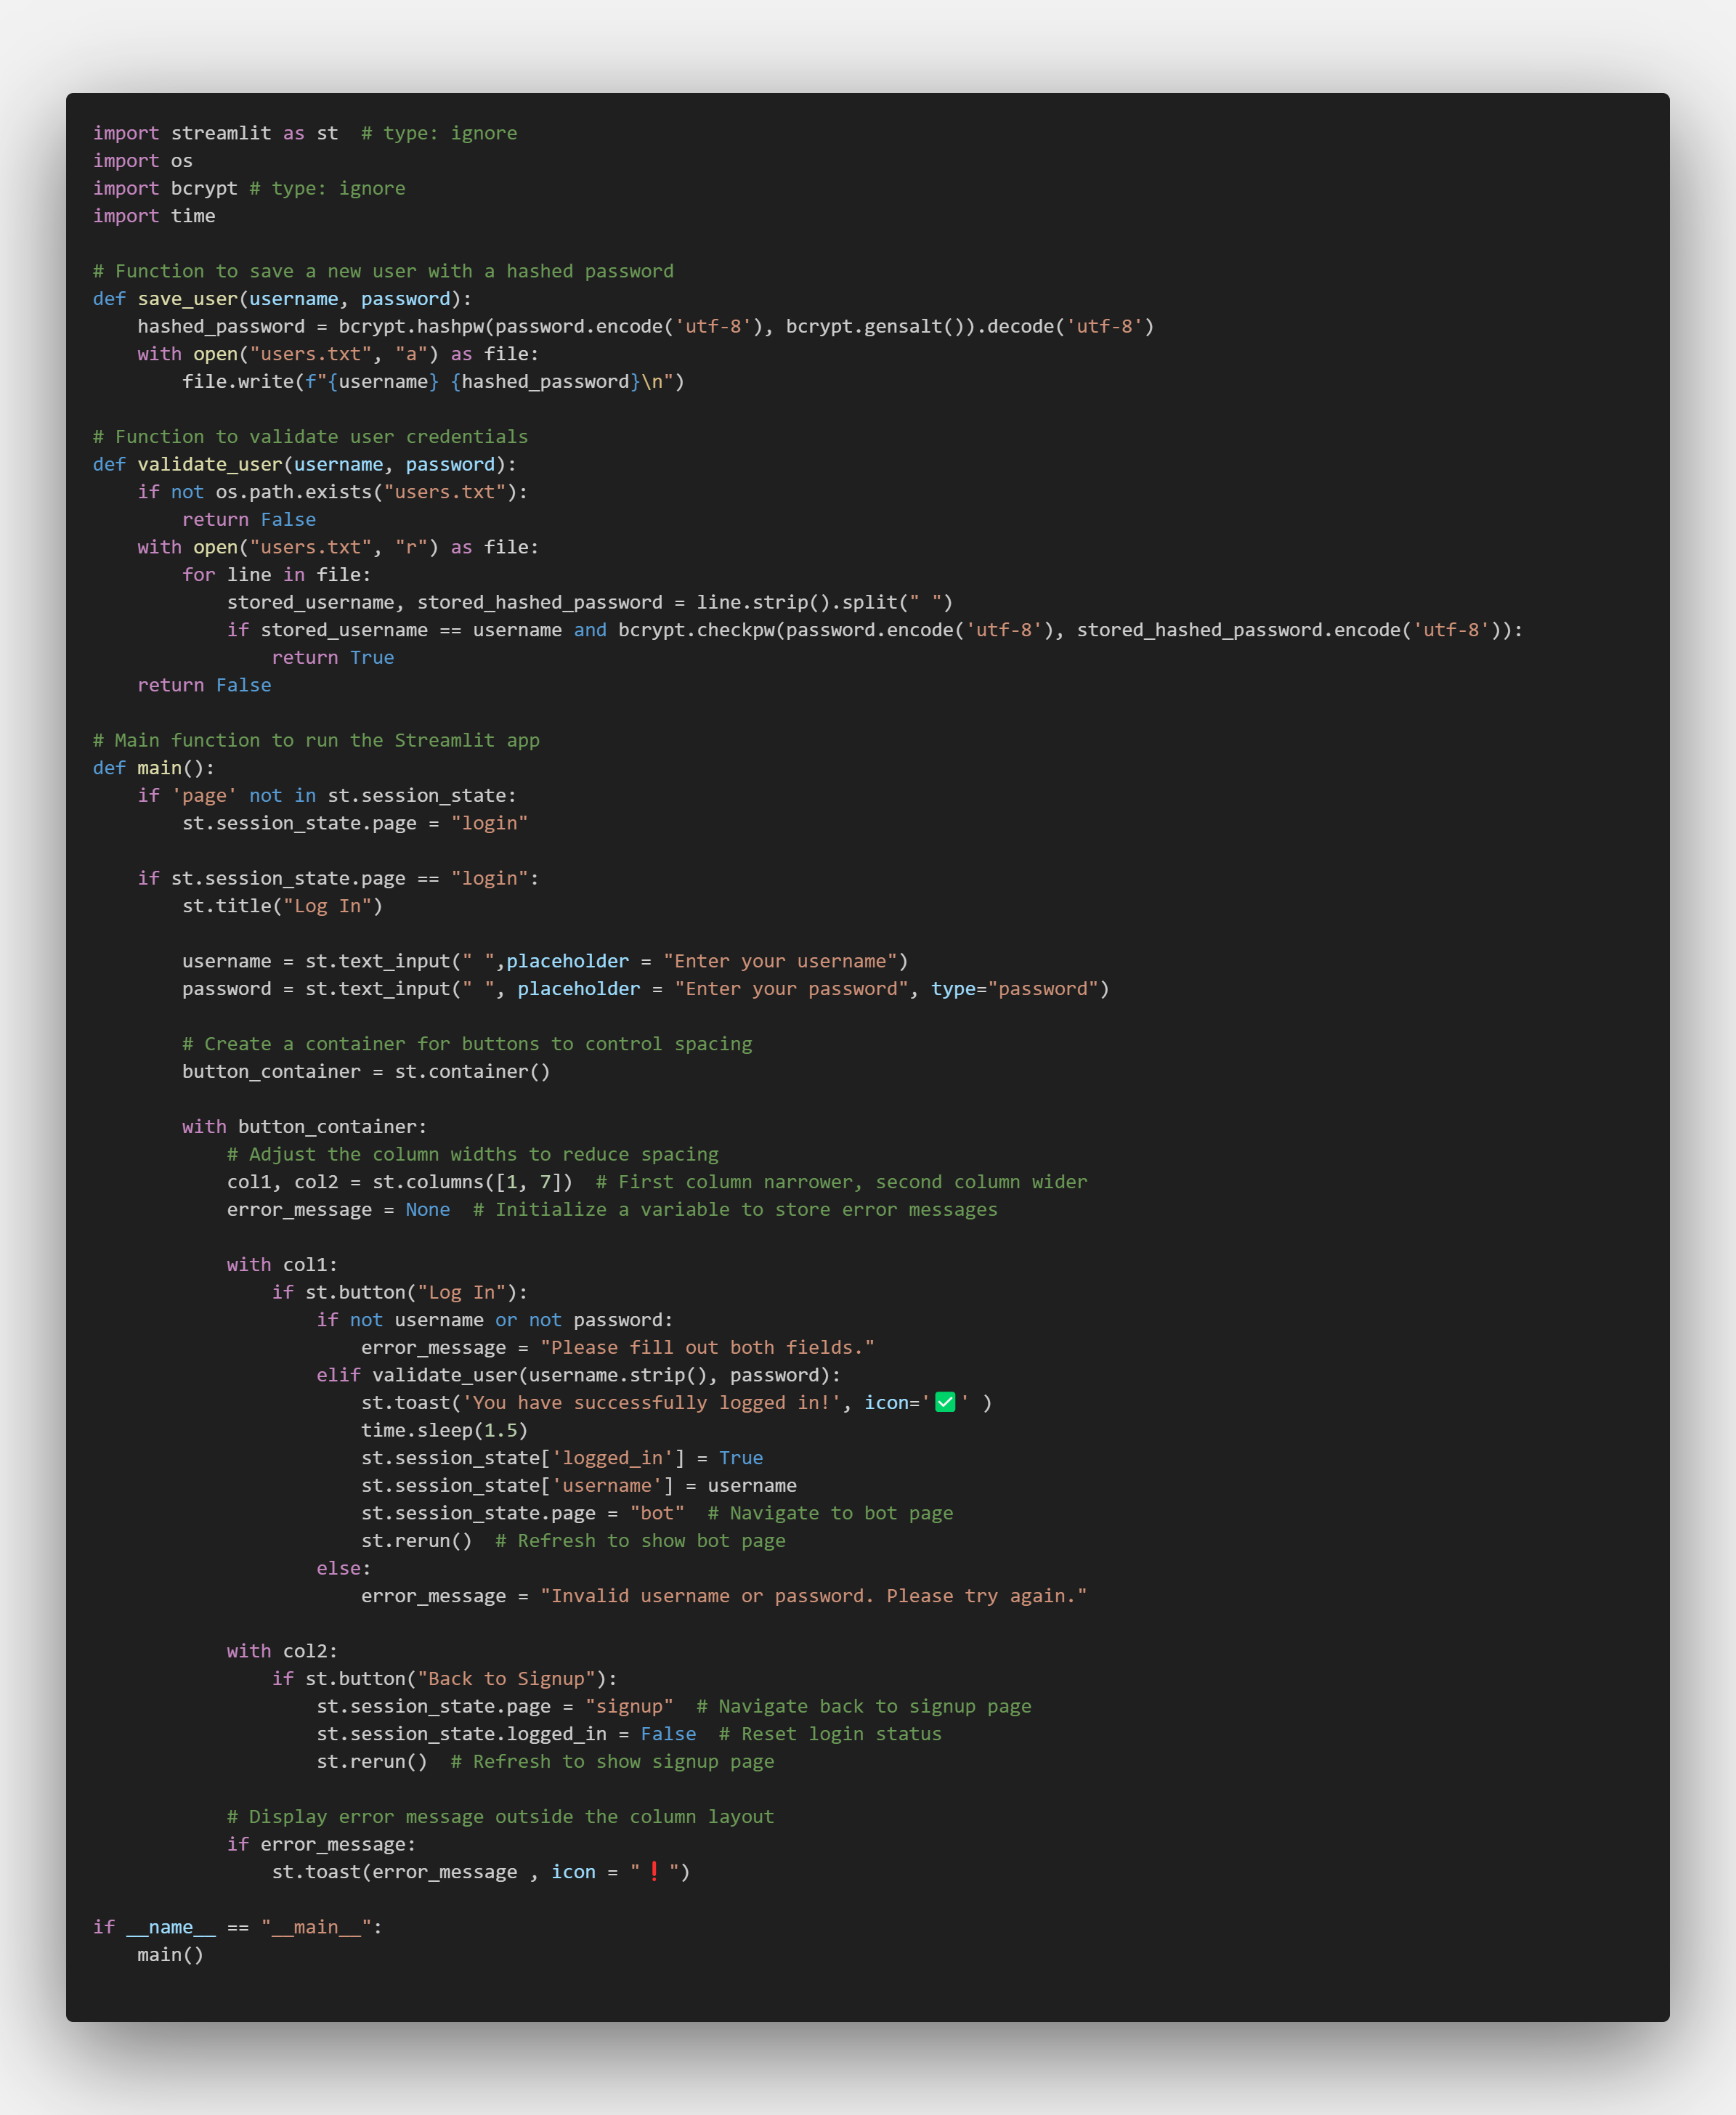 import streamlit as st  # type: ignore
import os
import bcrypt # type: ignore
import time

# Function to save a new user with a hashed password
def save_user(username, password):
    hashed_password = bcrypt.hashpw(password.encode('utf-8'), bcrypt.gensalt()).decode('utf-8')
    with open("users.txt", "a") as file:
        file.write(f"{username} {hashed_password}\n")

# Function to validate user credentials
def validate_user(username, password):
    if not os.path.exists("users.txt"):
        return False
    with open("users.txt", "r") as file:
        for line in file:
            stored_username, stored_hashed_password = line.strip().split(" ")
            if stored_username == username and bcrypt.checkpw(password.encode('utf-8'), stored_hashed_password.encode('utf-8')):
                return True
    return False

# Main function to run the Streamlit app
def main():
    if 'page' not in st.session_state:
        st.session_state.page = "login"

    if st.session_state.page == "login":
        st.title("Log In")

        username = st.text_input(" ",placeholder = "Enter your username")
        password = st.text_input(" ", placeholder = "Enter your password", type="password")

        # Create a container for buttons to control spacing
        button_container = st.container()

        with button_container:
            # Adjust the column widths to reduce spacing
            col1, col2 = st.columns([1, 7])  # First column narrower, second column wider
            error_message = None  # Initialize a variable to store error messages

            with col1:
                if st.button("Log In"):
                    if not username or not password:
                        error_message = "Please fill out both fields."
                    elif validate_user(username.strip(), password):
                        st.toast('You have successfully logged in!', icon='✅' )
                        time.sleep(1.5)
                        st.session_state['logged_in'] = True
                        st.session_state['username'] = username
                        st.session_state.page = "bot"  # Navigate to bot page
                        st.rerun()  # Refresh to show bot page
                    else:
                        error_message = "Invalid username or password. Please try again."

            with col2:
                if st.button("Back to Signup"):
                    st.session_state.page = "signup"  # Navigate back to signup page
                    st.session_state.logged_in = False  # Reset login status
                    st.rerun()  # Refresh to show signup page

            # Display error message outside the column layout
            if error_message:
                st.toast(error_message , icon = "❗")

if __name__ == "__main__":
    main()